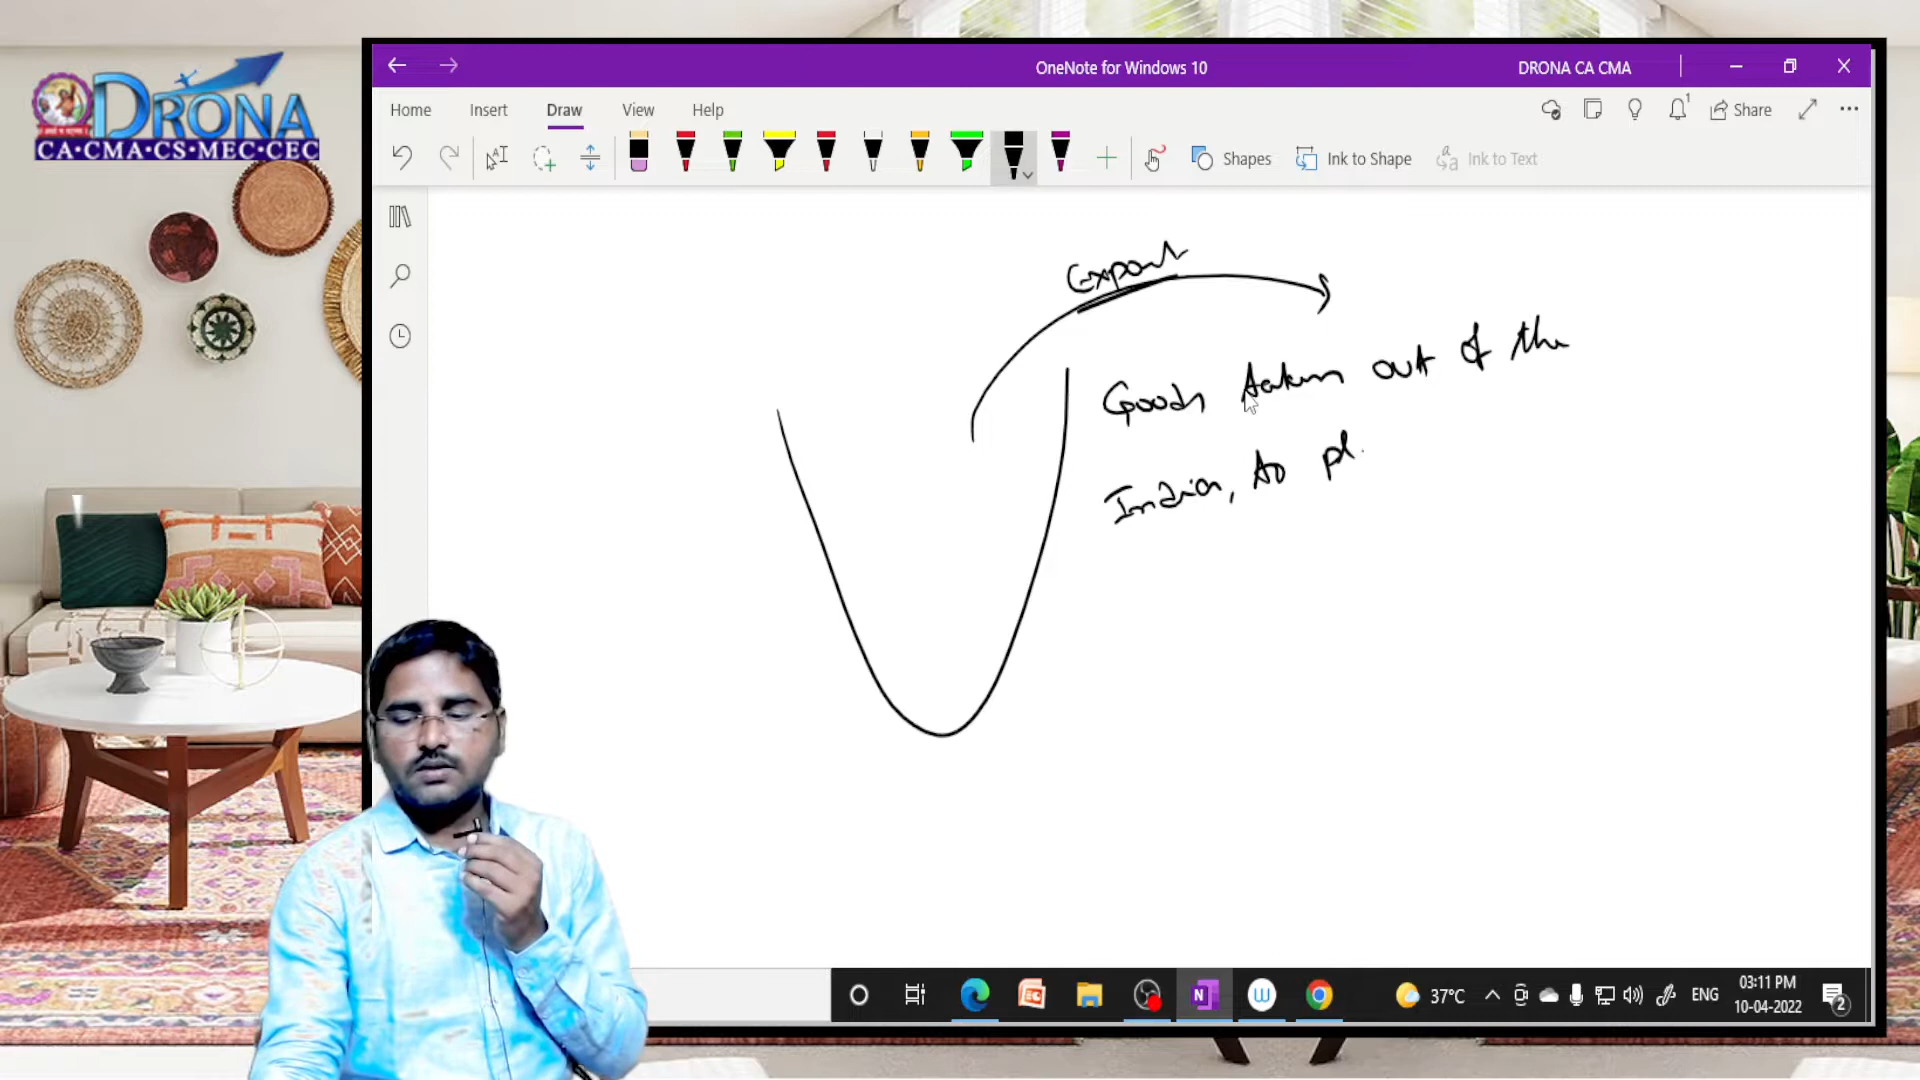 DRONA
CA•CMA•CS•MEC•CEC
OneNote for Windows 10
DRONA CA CMA
Home Insert Draw View Help
1
Share
Shapes
Ink to Shape
Ink to Text
Export
Goods taken out of the
India, to pl.
37°C
ENG
03:11 PM
10-04-2022
2